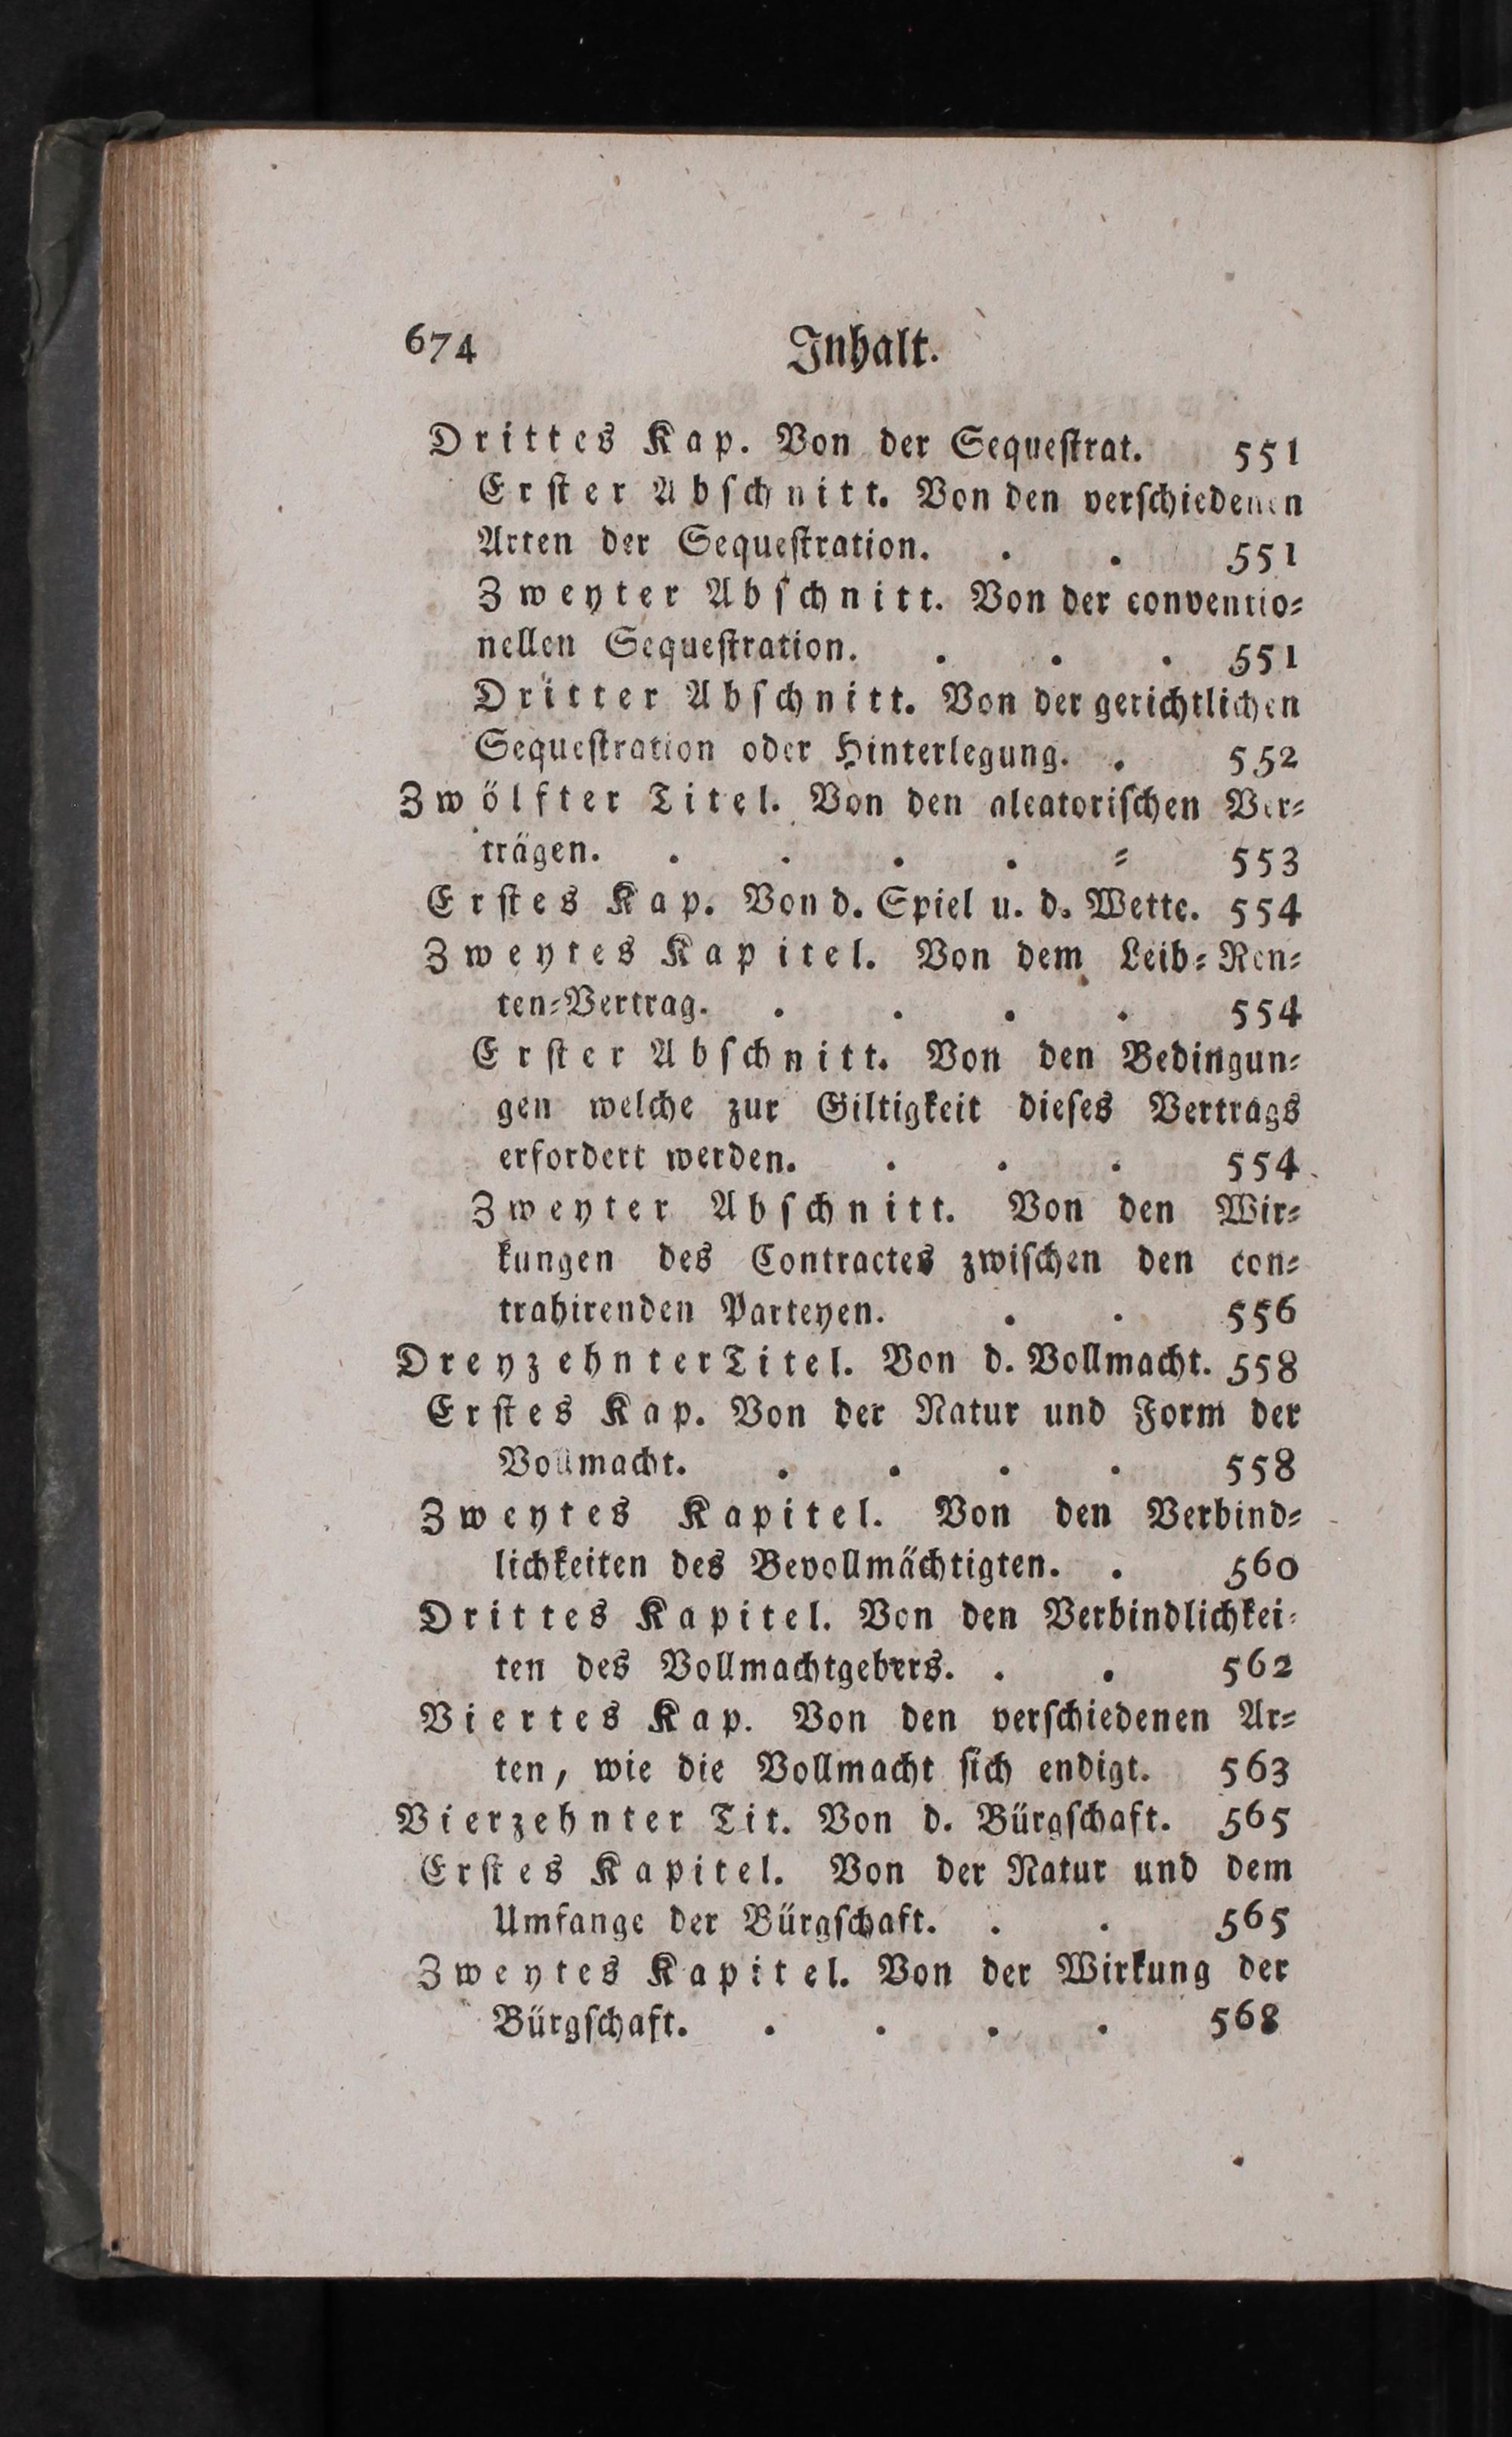 674 Inhalt.
Drittes Kap. Von der Sequeſtrat. 551
Erſter Abſchnitt. Von den verſchiedenen
Arten der Sequeſtration. . . 551
Zweyter Abſchnitt. Von der conventio⸗
nellen Sequeſtration. . . . 551
Dritter Abſchnitt. Von der gerichtlichen
Sequeſtration oder Hinterlegung. . 552
Zwölfter Titel. Von den aleatoriſchen Ver⸗
trägen. . . . . ⸗ 553
Erſtes Kap. Von d. Spiel u. d. Wette. 554
Zweytes Kapitel. Von dem Leib⸗Ren⸗
ten⸗Vertrag. . . . . 554
Erſter Abſchnitt. Von den Bedingun⸗
gen welche zur Giltigkeit dieſes Vertrags
erfordert werden. . . . 554
Zweyter Abſchnitt. Von den Wir⸗
kungen des Contractes zwiſchen den con⸗
trahirenden Parteyen. . . 556
Dreyzehnter Titel. Von d. Vollmacht. 558
Erſtes Kap. Von der Natur und Form der
Vollmacht. . . . . 558
Zweytes Kapitel. Von den Verbind⸗
lichkeiten des Bevollmächtigten. . 560
Drittes Kapitel. Von den Verbindlichkei⸗
ten des Vollmachtgebers. . . 562
Viertes Kap. Von den verſchiedenen Ar⸗
ten, wie die Vollmacht ſich endigt. 563
Vierzehnter Tit. Von d. Bürgſchaft. 565
Erſtes Kapitel. Von der Natur und dem
Umfange der Bürgſchaft. . . 565
Zweytes Kapitel. Von der Wirkung der
Bürgſchaft. . . . . 568